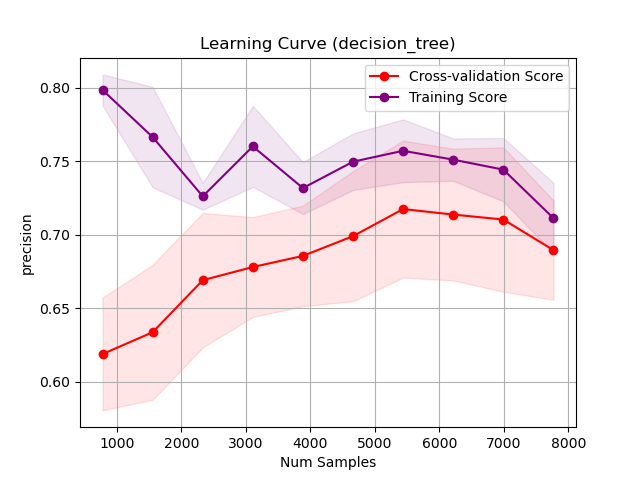 Learning Curve (decision_tree)
Cross-validation Score
Training Score
0.80
0.75
0.70
0.65
0.60
precision
1000 2000 3000 4000 5000 6000 7000 8000
Num Samples